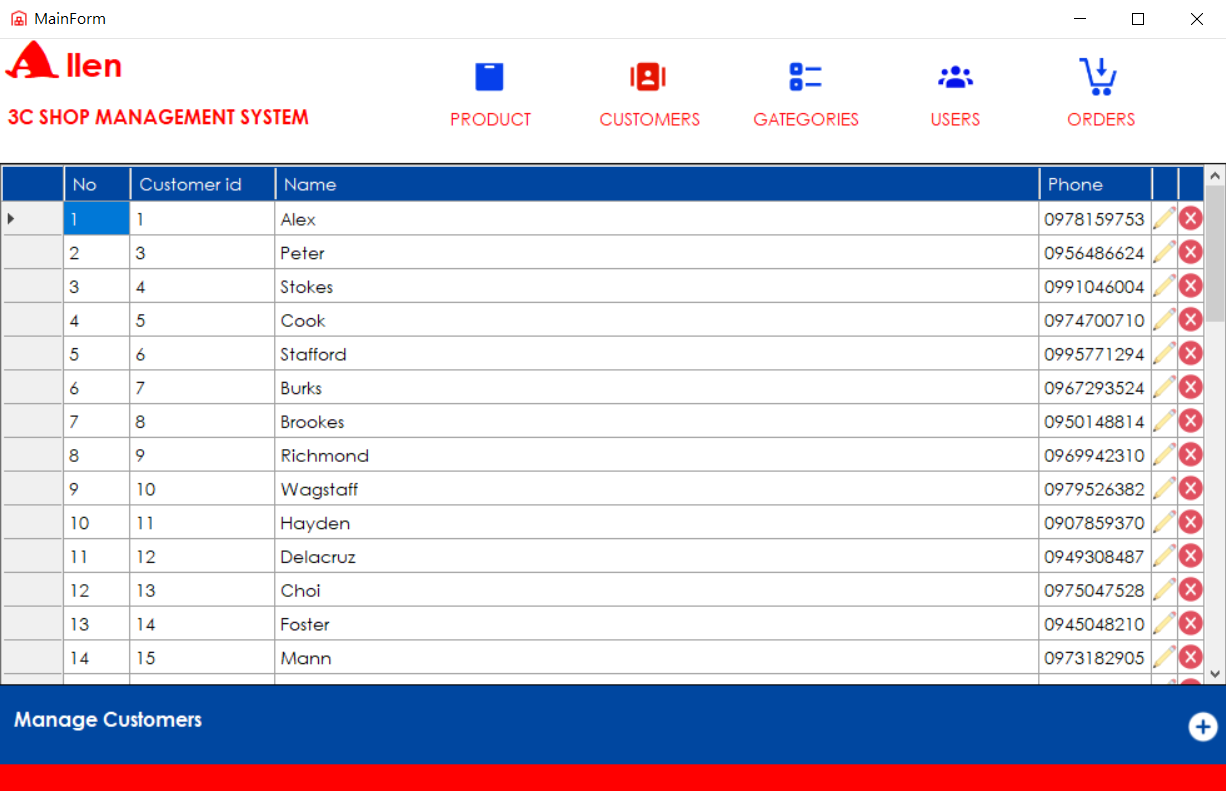 MainForm
Allen
3C SHOP MANAGEMENT SYSTEM
PRODUCT CUSTOMERS GATEGORIES USERS ORDERS
No Customer id Name Phone
1 1 Alex 0978159753
2 3 Peter 0956486624
3 4 Stokes 0991046004
4 5 Cook 0974700710
5 6 Stafford 0995771294
6 7 Burks 0967293524
7 8 Brookes 0950148814
8 9 Richmond 0969942310
9 10 Wagstaff 0979526382
10 11 Hayden 0907859370
11 12 Delacruz 0949308487
12 13 Choi 0975047528
13 14 Foster 0945048210
14 15 Mann 0973182905
Manage Customers